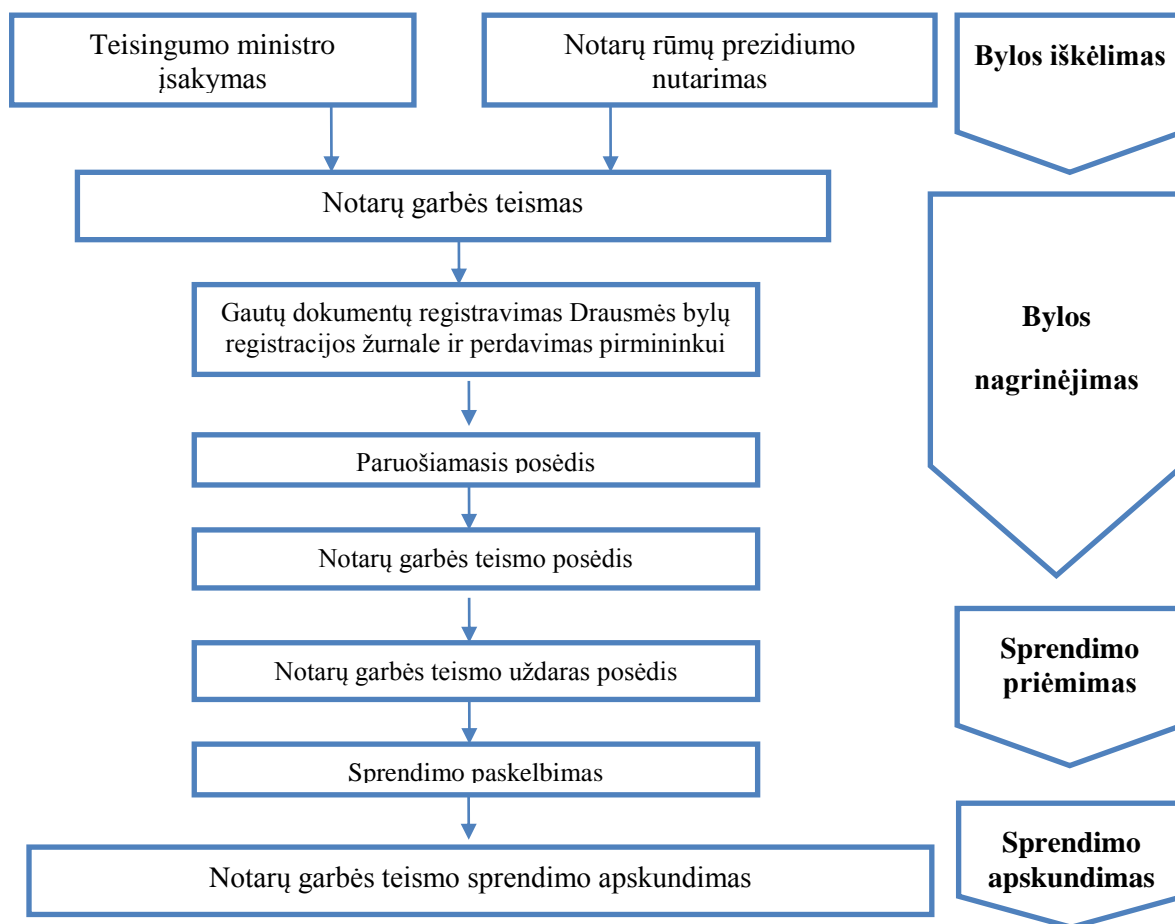 Teisingumo ministro
įsakymas
Notarų rūmų prezidiumo
nutarimas
Bylos iškėlimas
Notarų garbės teismas
Gautų dokumentų registravimas Drausmės bylų
registracijos žurnale ir perdavimas pirmininkui
Bylos
nagrinėjimas
Paruošiamasis posėdis
Notarų garbės teismo posėdis
Notarų garbės teismo uždaras posėdis
Sprendimo
priėmimas
Sprendimo paskelbimas
Notarų garbės teismo sprendimo apskundimas
Sprendimo
apskundimas